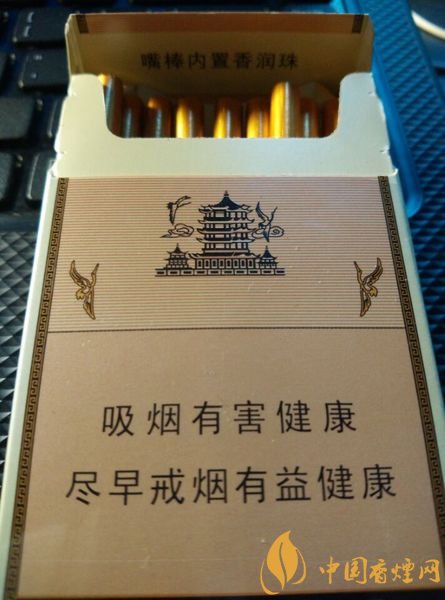 嘴棒内置香润珠
吸烟有害健康
尽早戒烟有益健康
中国香烟网